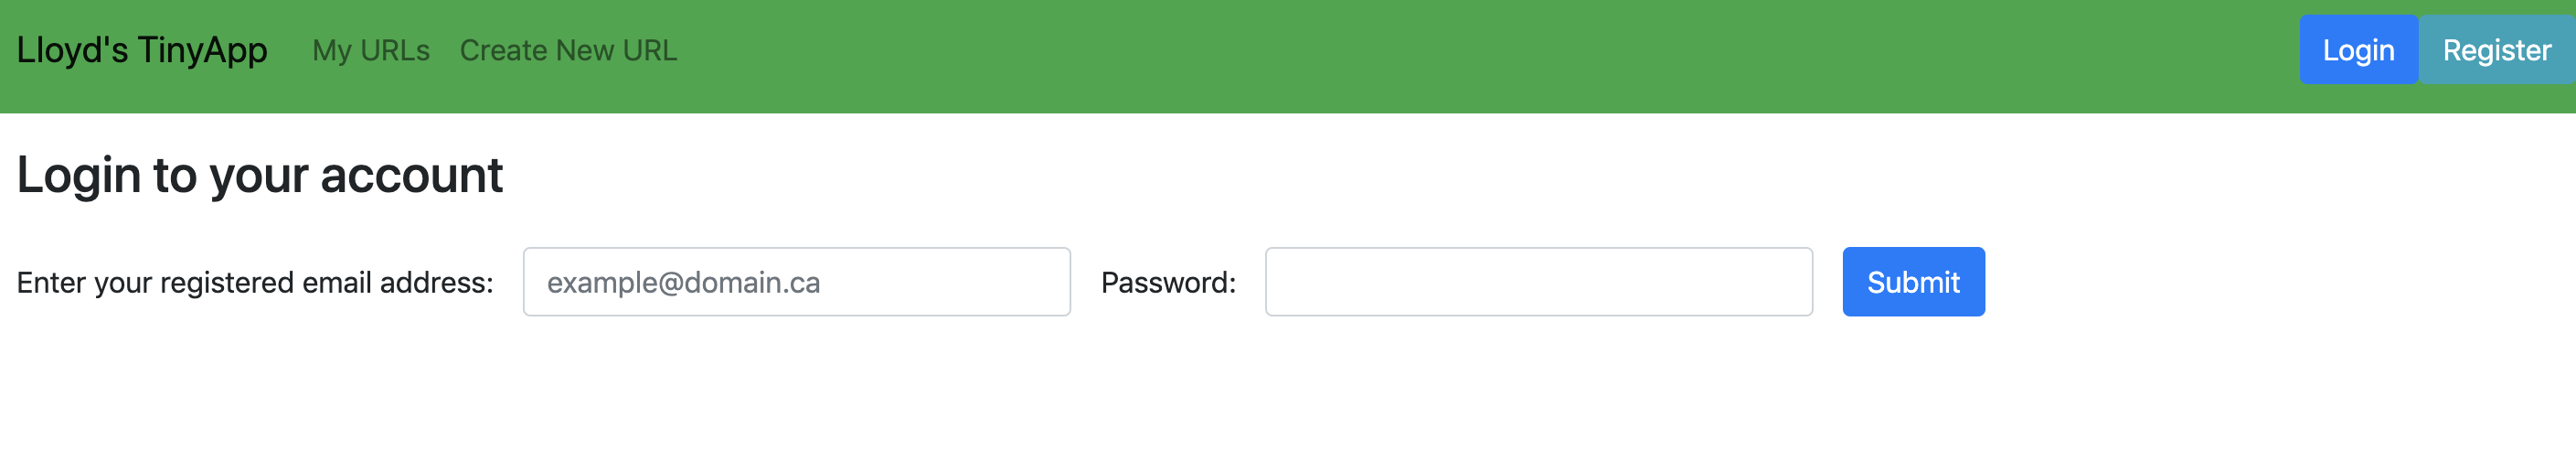 Lloyd's TinyApp My URLs Create New URL Login Register
Login to your account
Enter your registered email address: example@domain.ca Password: Submit